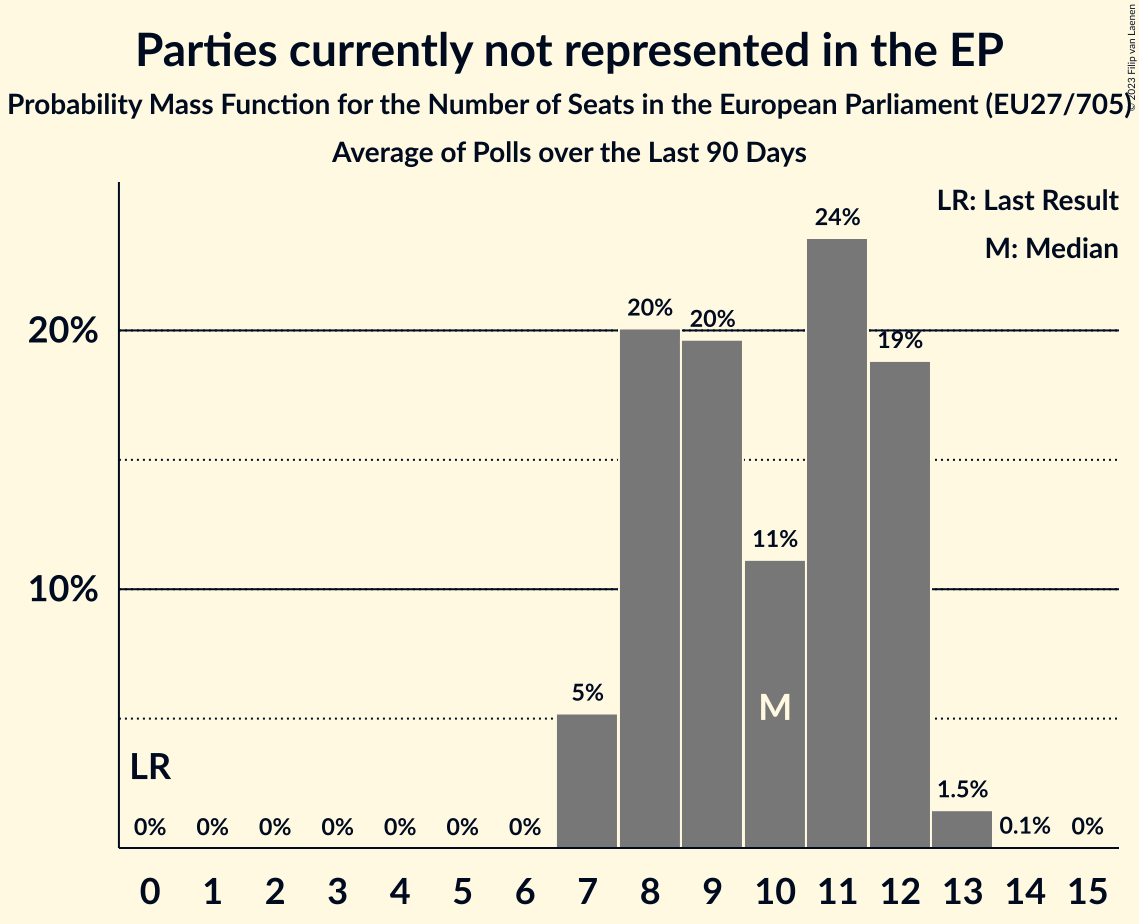 Parties currently not represented in the EP
Probability Mass Function for the Number of Seats in the European Parliament (EU27/705)
Average of Polls over the Last 90 Days
© 2023 Filip van Laenen
LR: Last Result
M: Median
24%
20%
20%
20%
19%
11%
10%
5%
M
LR
1.5%
0%
0%
0%
0%
0%
0%
0%
0.1%
0%
0 1 2 3 4 5 6 7 8 9 10 11 12 13 14 15